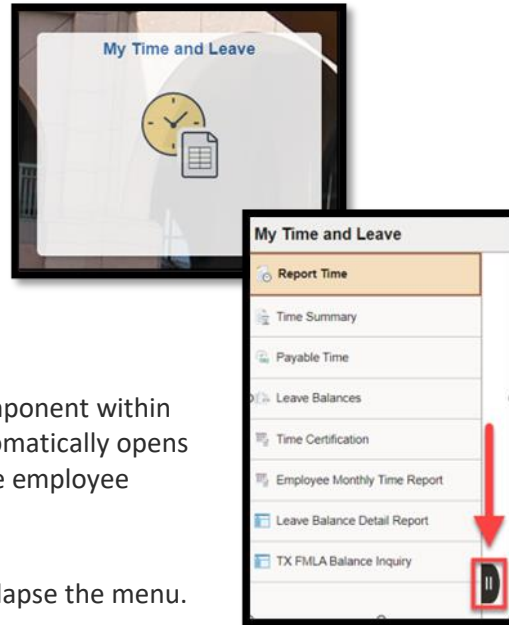 My Time and Leave
My Time and Leave
Report Time
Time Summary
Payable Time
Leave Balances
Time Certification
Employee Monthly Time Report
Leave Balance Detail Report
TX FMLA Balance Inquiry
ponent within
omatically opens
e employee
lapse the menu.